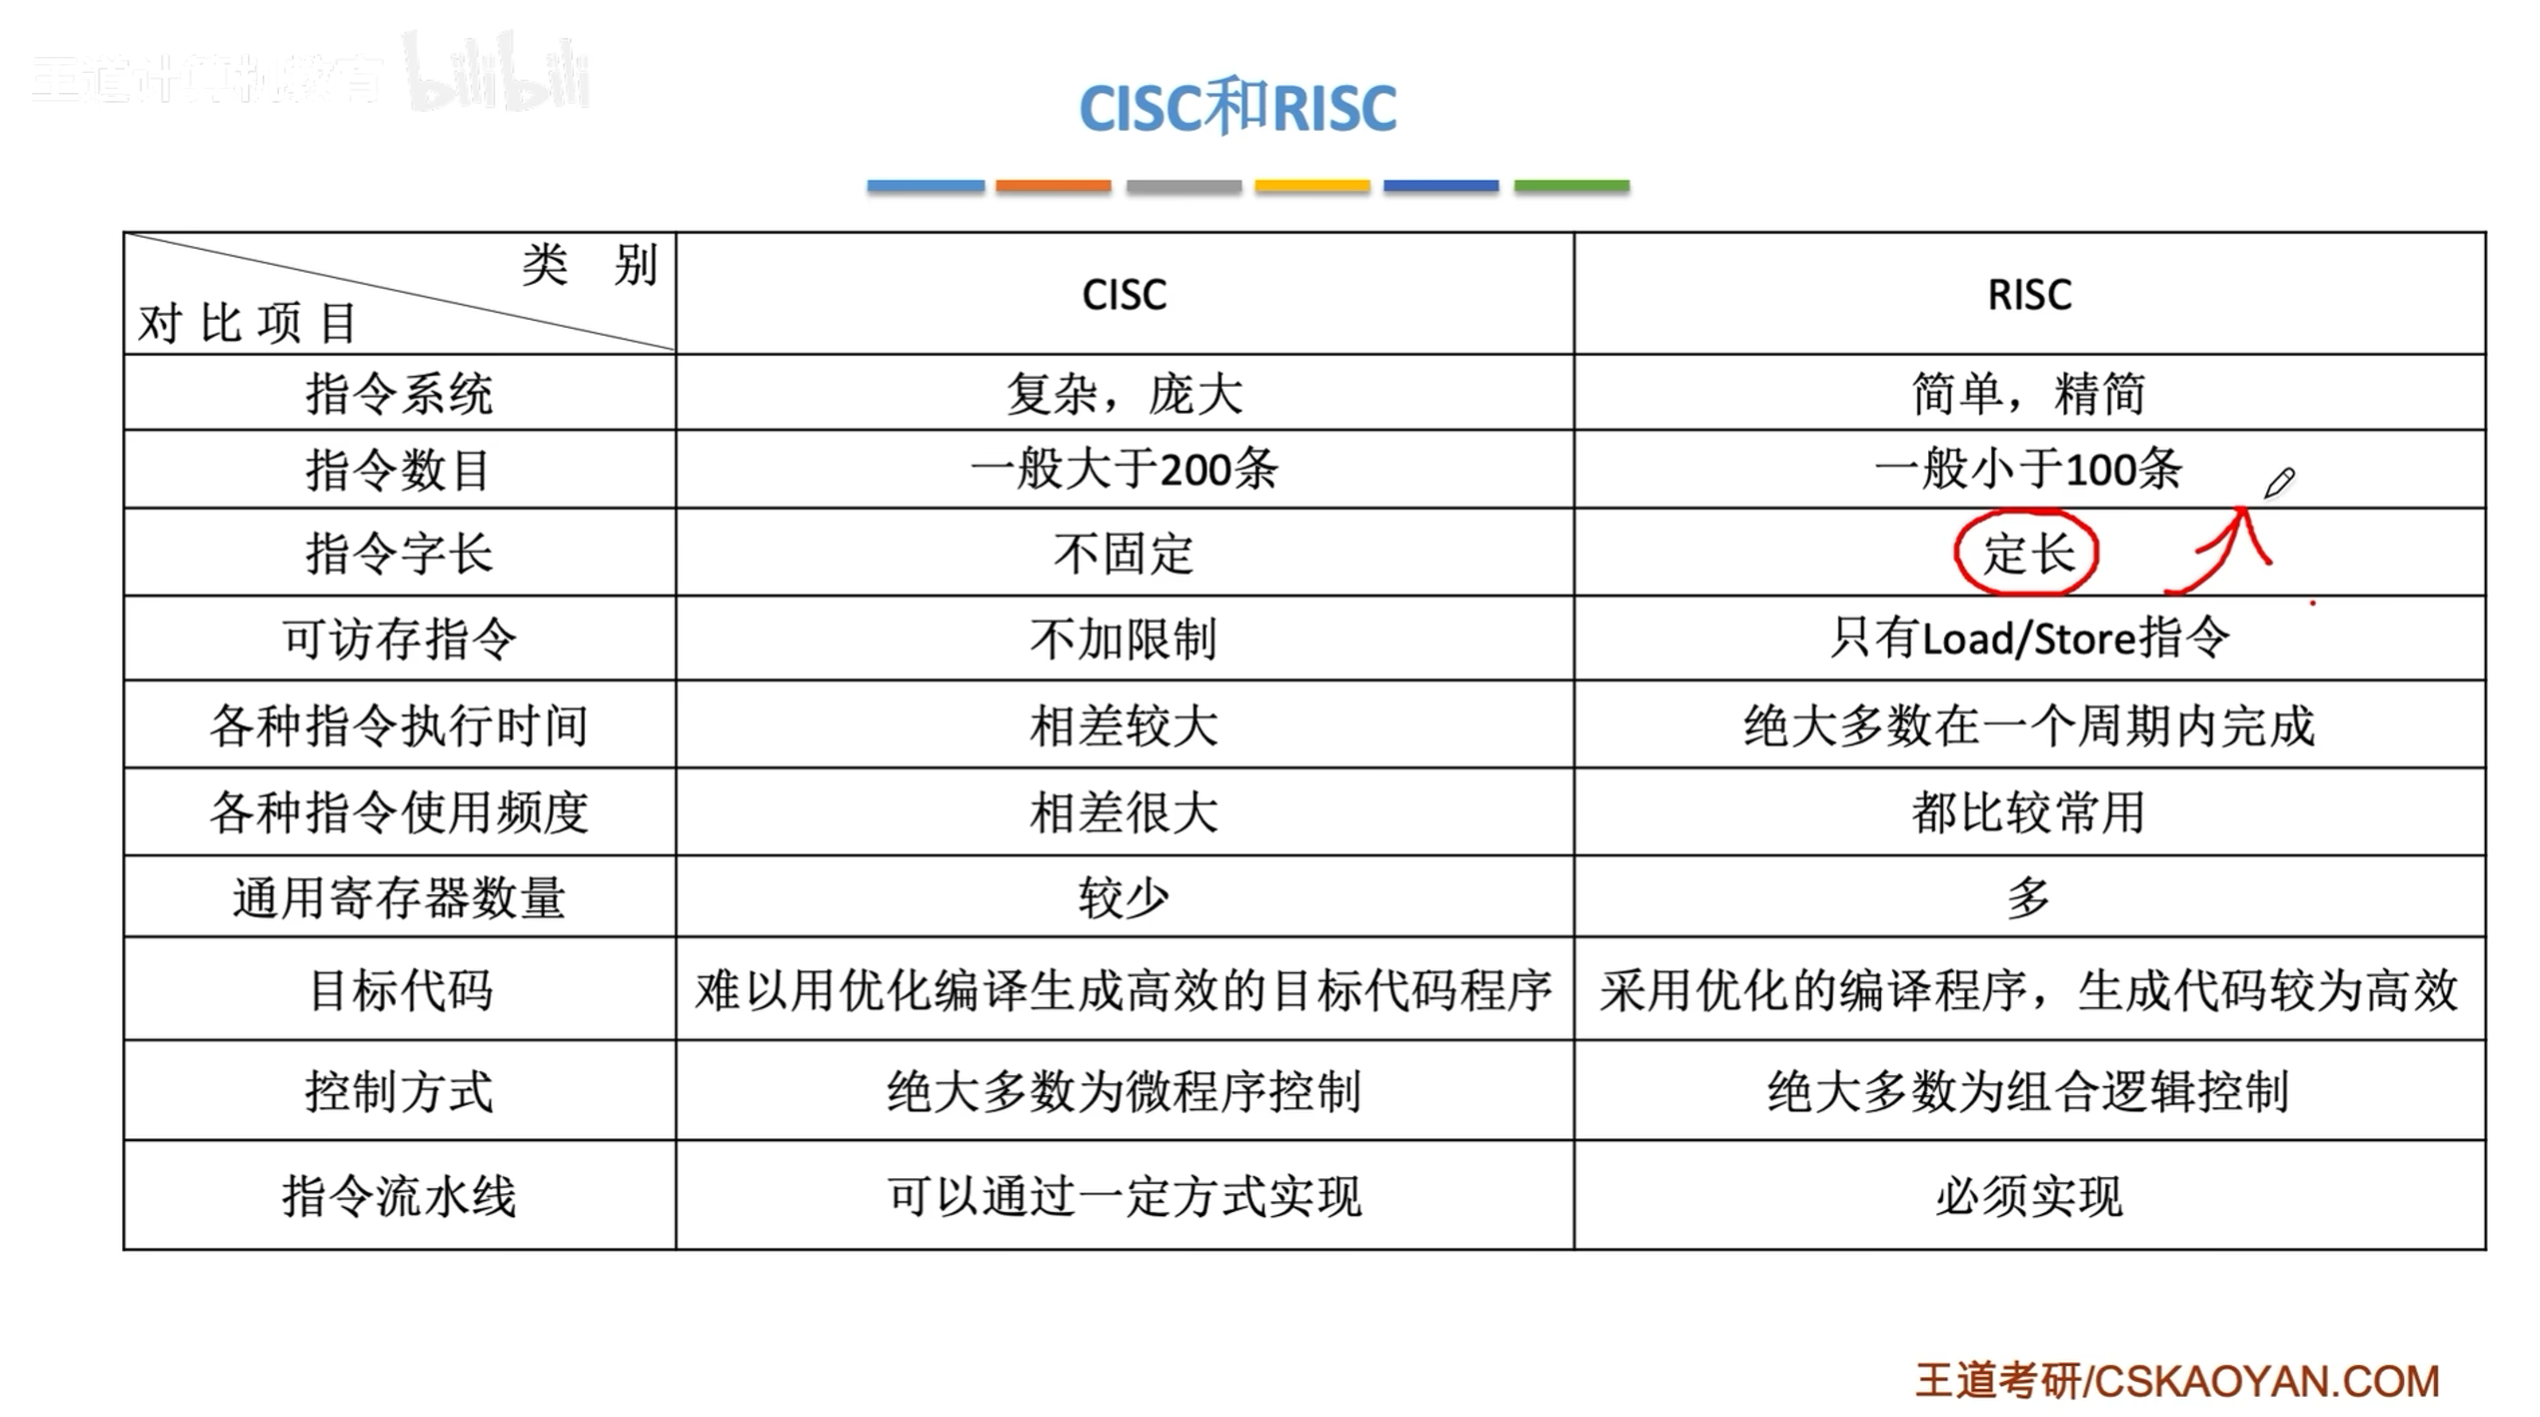 王道计算机教育 bilibili
CISC和RISC
类 别
对比项目
CISC
RISC
指令系统
复杂，庞大
简单，精简
指令数目
一般大于200条
一般小于100条
指令字长
不固定
定长
可访存指令
不加限制
只有Load/Store指令
各种指令执行时间
相差较大
绝大多数在一个周期内完成
各种指令使用频度
相差很大
都比较常用
通用寄存器数量
较少
多
目标代码
难以用优化编译生成高效的目标代码程序
采用优化的编译程序，生成代码较为高效
控制方式
绝大多数为微程序控制
绝大多数为组合逻辑控制
指令流水线
可以通过一定方式实现
必须实现
王道考研/CSKAOYAN.COM